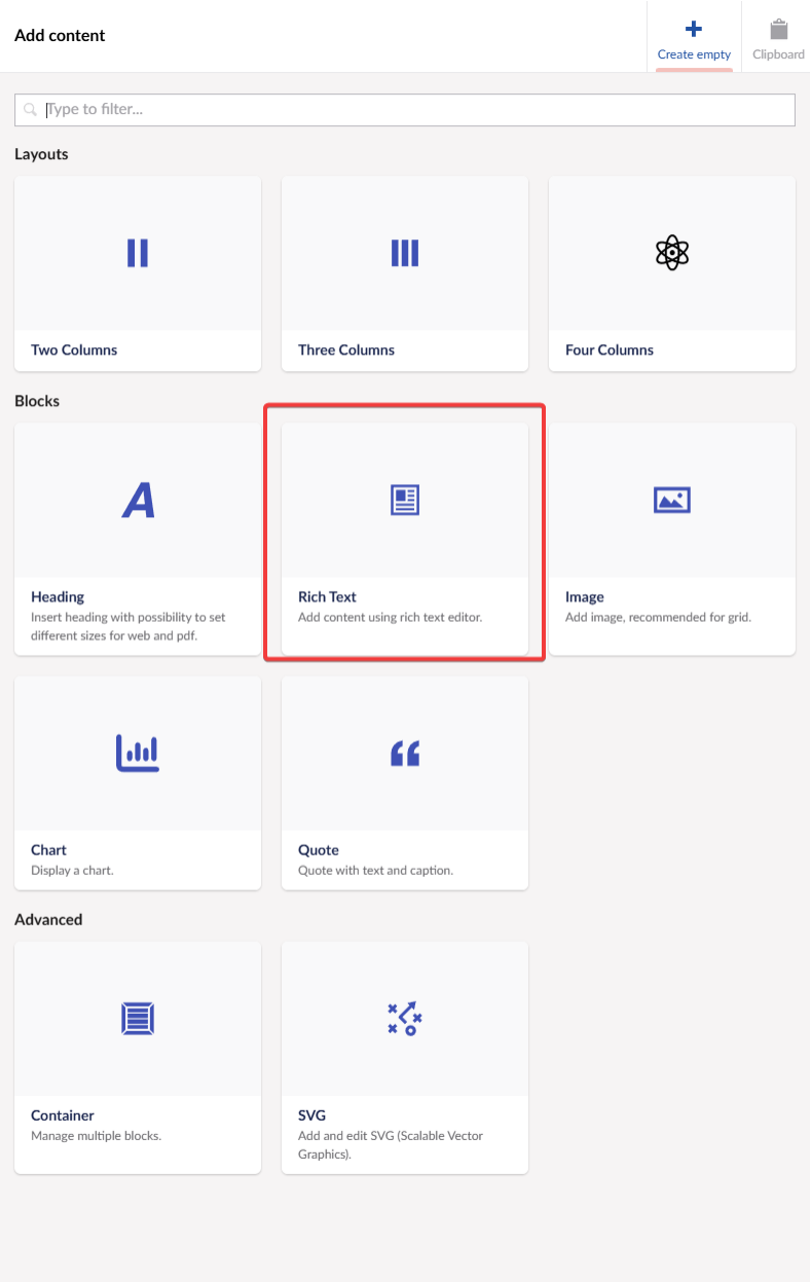 Add content
Create empty
Clipboard
Type to filter...
Layouts
Two Columns
Three Columns
Four Columns
Blocks
Heading
Insert heading with possibility to set
different sizes for web and pdf.
Rich Text
Add content using rich text editor.
Image
Add image, recommended for grid.
Chart
Display a chart.
Quote
Quote with text and caption.
Advanced
Container
Manage multiple blocks.
SVG
Add and edit SVG (Scalable Vector
Graphics).